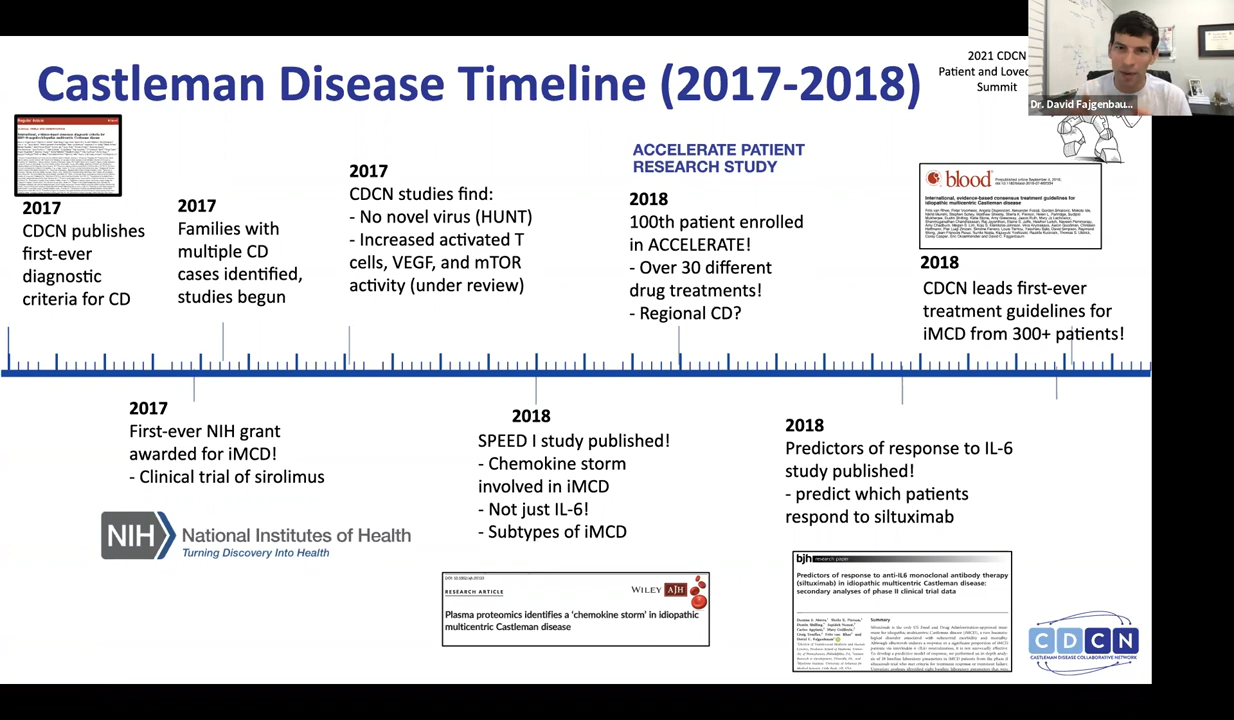 Castleman Disease Timeline (2017-2018)
2021 CDCN
Patient and Loved
Summit
Dr. David Fajgenbau...
2017
CDCN publishes
first-ever
diagnostic
criteria for CD
2017
Families with
multiple CD
cases identified,
studies begun
2017
CDCN studies find:
- No novel virus (HUNT)
- Increased activated T
cells, VEGF, and mTOR
activity (under review)
ACCELERATE PATIENT
RESEARCH STUDY
2018
100th patient enrolled
in ACCELERATE!
- Over 30 different
drug treatments!
- Regional CD?
blood
International, evidence-based consensus treatment guidelines for
idiopathic multicentric Castleman disease
2018
CDCN leads first-ever
treatment guidelines for
iMCD from 300+ patients!
2017
First-ever NIH grant
awarded for iMCD!
- Clinical trial of sirolimus
NIH National Institutes of Health
Turning Discovery Into Health
2018
SPEED I study published!
- Chemokine storm
involved in iMCD
- Not just IL-6!
- Subtypes of iMCD
RESEARCH ARTICLE
WILEY AJH
Plasma proteomics identifies a 'chemokine storm' in idiopathic
multicentric Castleman disease
2018
Predictors of response to IL-6
study published!
- predict which patients
respond to siltuximab
bjh research paper
Predictors of response to anti-IL6 monoclonal antibody therapy
(siltuximab) in idiopathic multicentric Castleman disease:
secondary analyses of phase II clinical trial data
Summary
CDCN
CASTLEMAN DISEASE COLLABORATIVE NETWORK